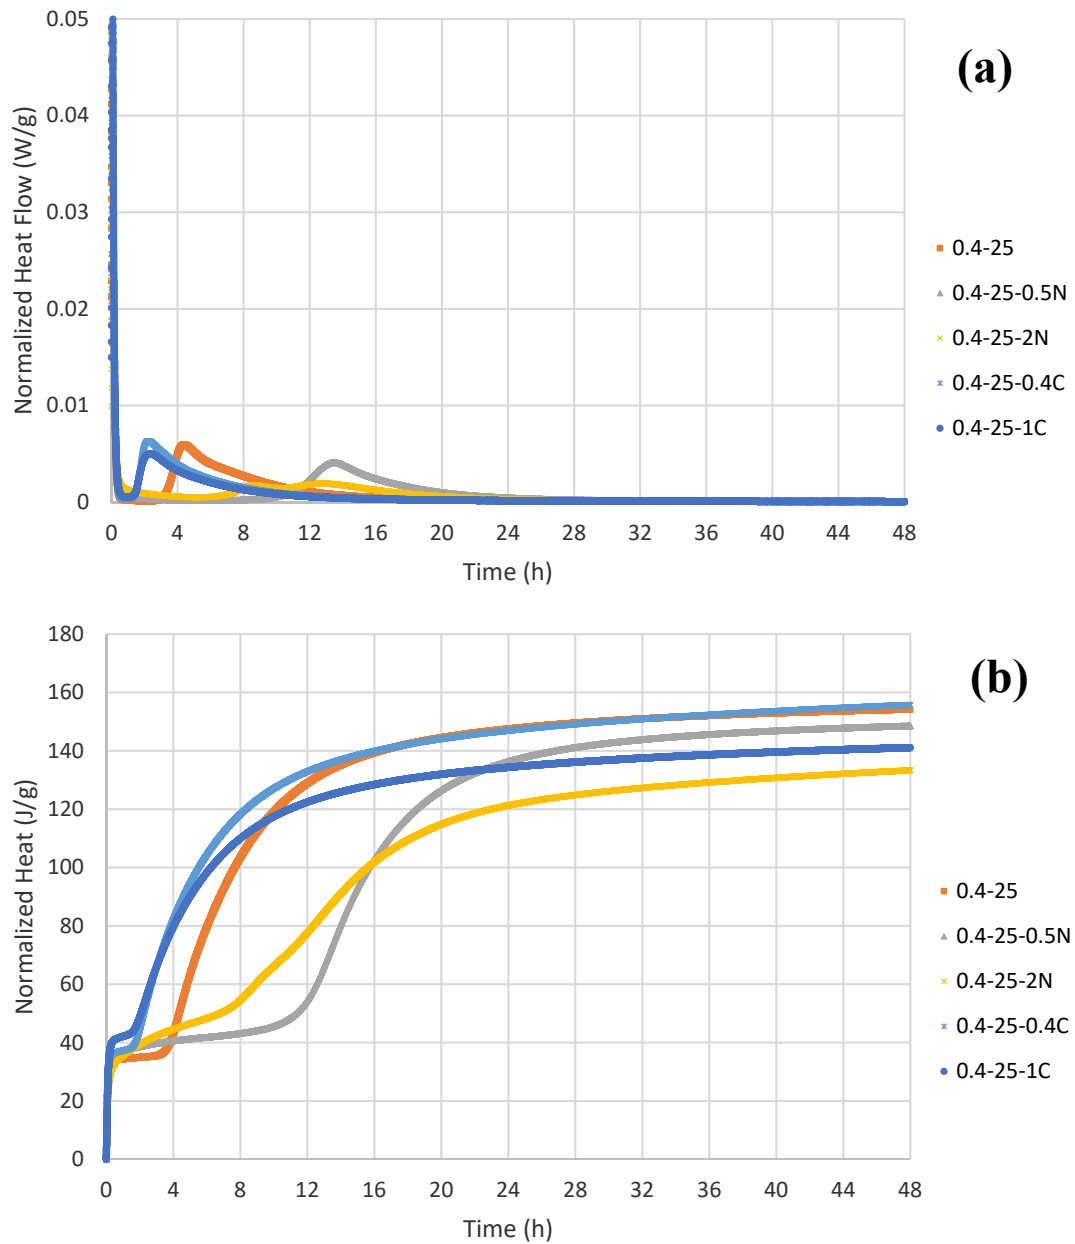 (a)
Normalized Heat Flow (W/g)
0.05
0.04
0.03
0.02
0.01
0
0 4 8 12 16 20 24 28 32 36 40 44 48
Time (h)
0.4-25
0.4-25-0.5N
0.4-25-2N
0.4-25-0.4C
0.4-25-1C
(b)
Normalized Heat (J/g)
180
160
140
120
100
80
60
40
20
0
0 4 8 12 16 20 24 28 32 36 40 44 48
Time (h)
0.4-25
0.4-25-0.5N
0.4-25-2N
0.4-25-0.4C
0.4-25-1C